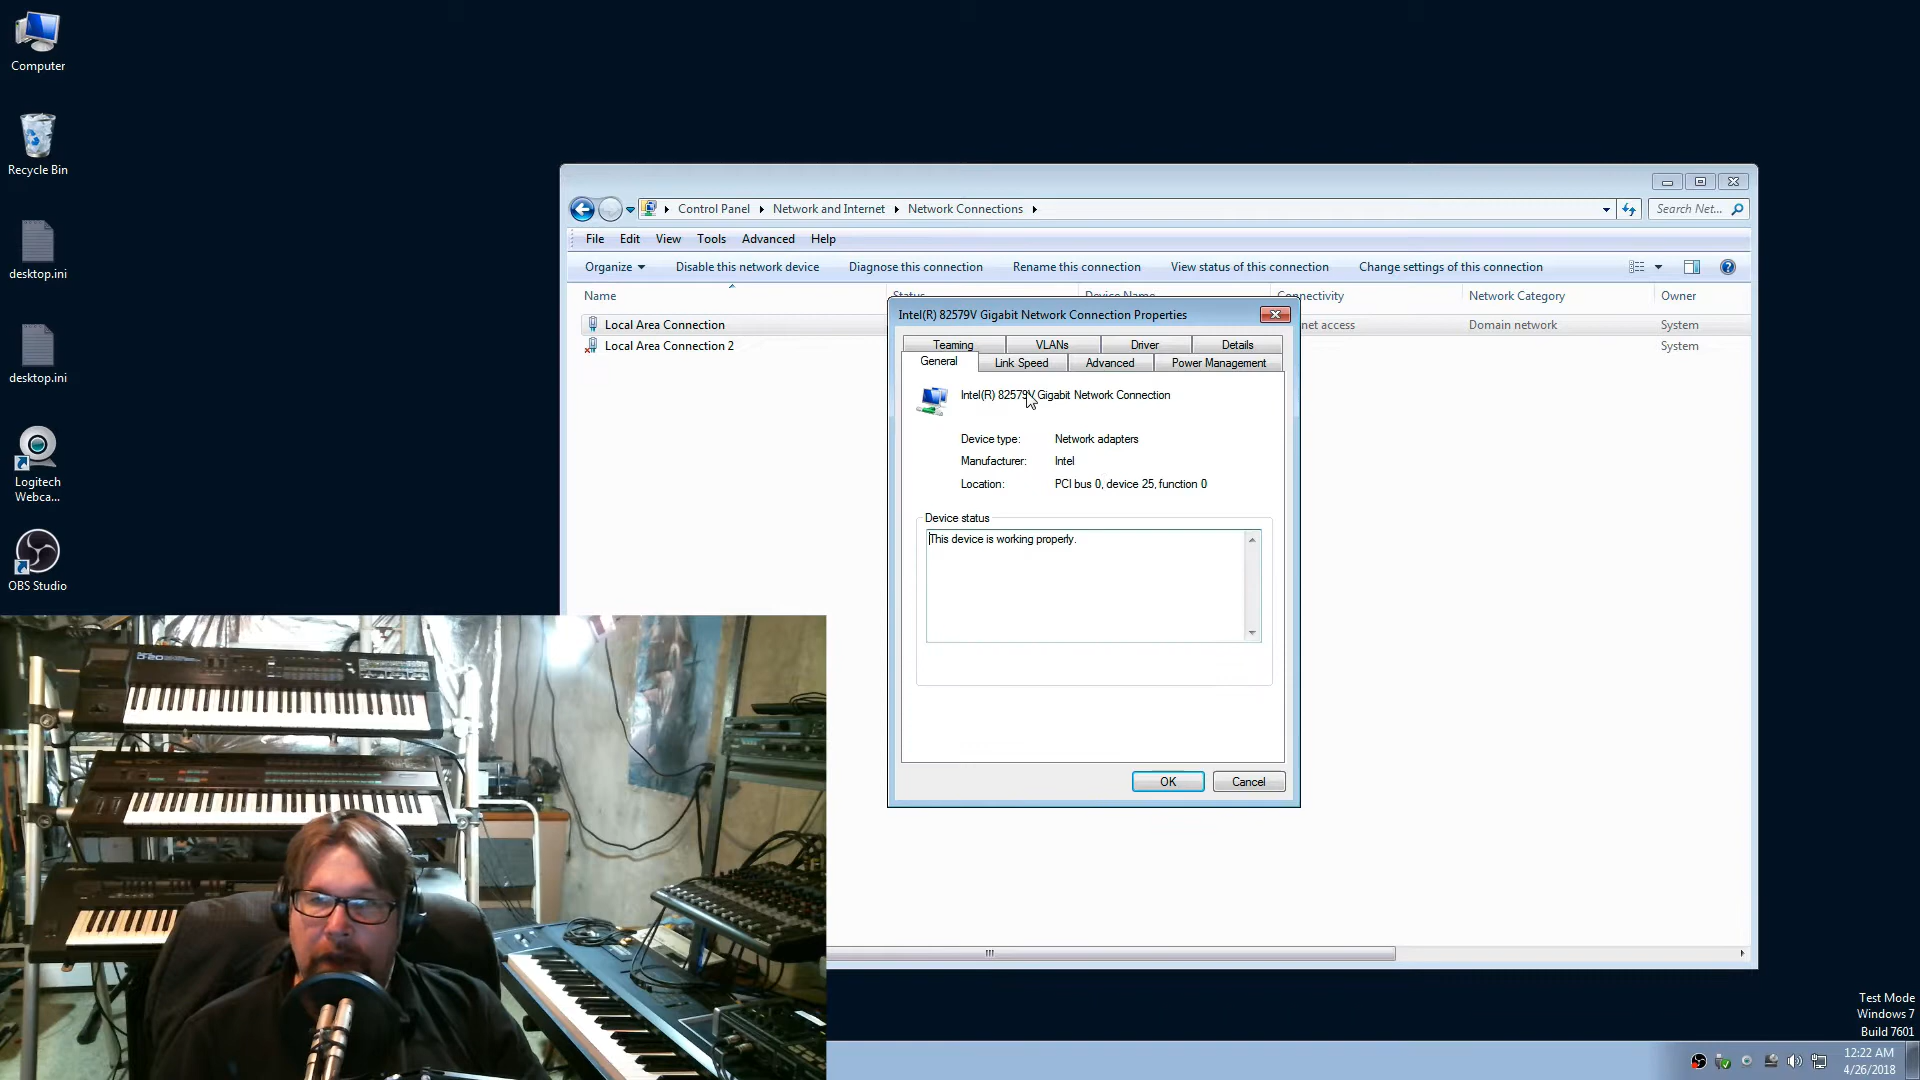 Computer
Recycle Bin
desktop.ini
desktop.ini
Logitech
Webca...
OBS Studio
Control Panel
Network and Internet
Network Connections
Search Net...
File
Edit
View
Tools
Advanced
Help
Organize
Disable this network device
Diagnose this connection
Rename this connection
View status of this connection
Change settings of this connection
Name
Status
Device Name
Connectivity
Network Category
Owner
Local Area Connection
net access
Domain network
System
Local Area Connection 2
System
Intel(R) 82579V Gigabit Network Connection Properties
Teaming
VLANs
Driver
Details
General
Link Speed
Advanced
Power Management
Intel(R) 82579V Gigabit Network Connection
Device type:
Network adapters
Manufacturer:
Intel
Location:
PCI bus 0, device 25, function 0
Device status
This device is working properly.
OK
Cancel
D-20
Test Mode
Windows 7
Build 7601
12:22 AM
4/26/2018